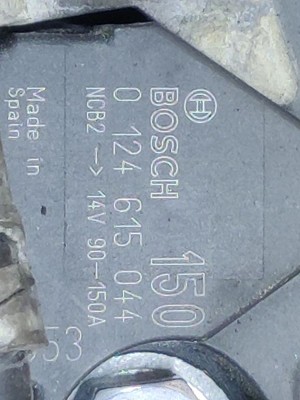 BOSCH 150
0 124 615 044
NCB2 -> 14V 90-150A
Made in
Spain